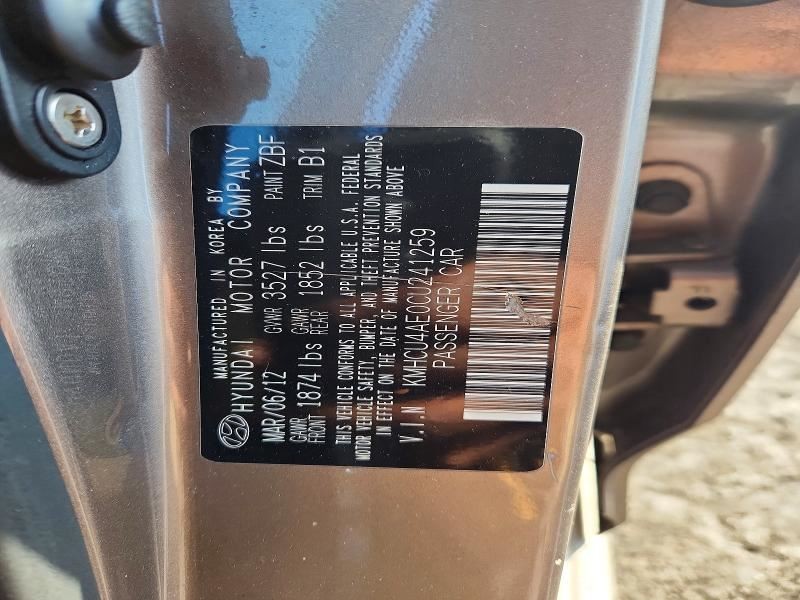 MANUFACTURED IN KOREA BY
HYUNDAI MOTOR COMPANY
MAR/06/12 GVWR 3527 lbs PAINT ZBF
GAWR FRONT 1874 lbs GAWR REAR 1852 lbs TRIM B1
THIS VEHICLE CONFORMS TO ALL APPLICABLE U.S.A. FEDERAL
MOTOR VEHICLE SAFETY, BUMPER, AND THEFT PREVENTION STANDARDS
IN EFFECT ON THE DATE OF MANUFACTURE SHOWN ABOVE
V.I.N KMHCU4AE0CU241259
PASSENGER CAR